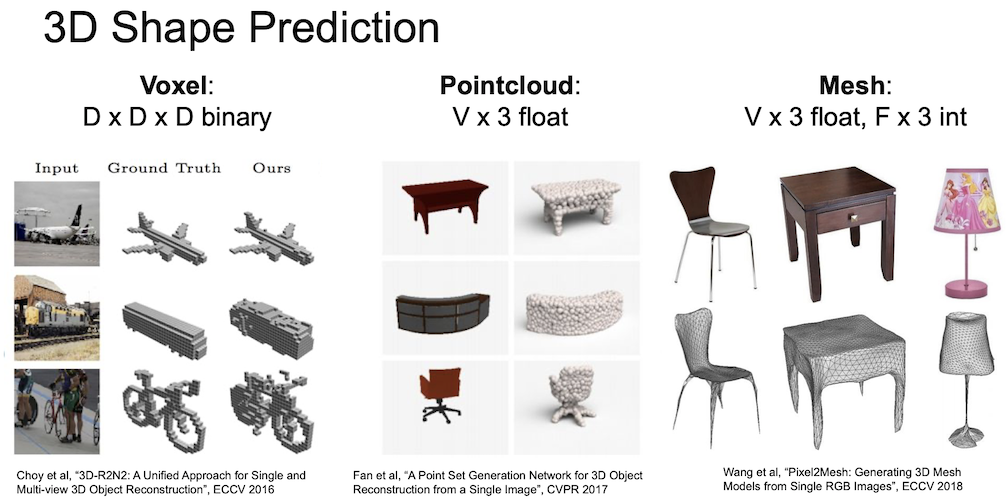 3D Shape Prediction
Voxel:
D x D x D binary
Input Ground Truth Ours
Choy et al, “3D-R2N2: A Unified Approach for Single and
Multi-view 3D Object Reconstruction”, ECCV 2016
Pointcloud:
V x 3 float
Fan et al, “A Point Set Generation Network for 3D Object
Reconstruction from a Single Image”, CVPR 2017
Mesh:
V x 3 float, F x 3 int
Wang et al, “Pixel2Mesh: Generating 3D Mesh
Models from Single RGB Images”, ECCV 2018